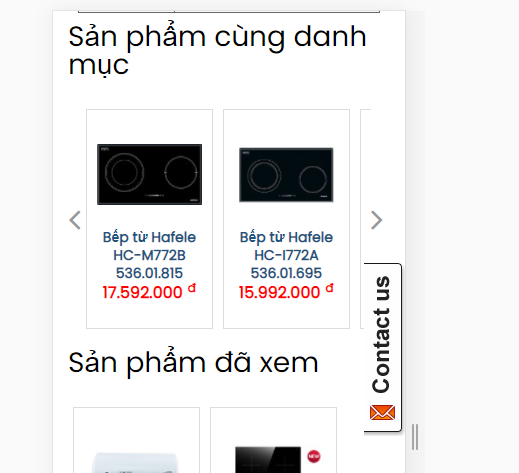 Sản phẩm cùng danh
mục
Bếp từ Hafele
HC-M772B
536.01.815
17.592.000 đ
Bếp từ Hafele
HC-I772A
536.01.695
15.992.000 đ
Contact us
Sản phẩm đã xem
NEW